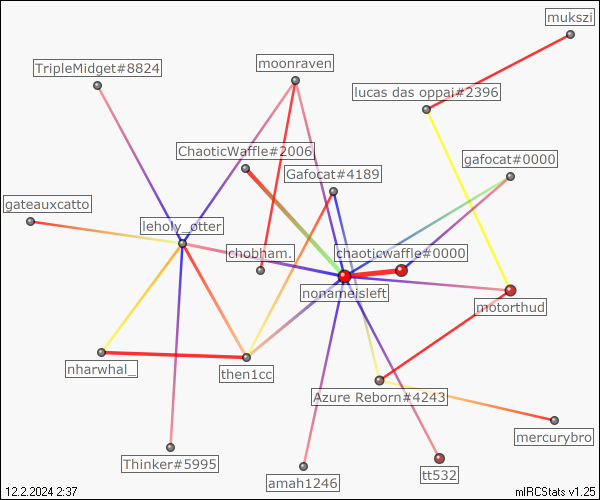 mukszi
moonraven
TripleMidget#8824
lucas das oppai#2396
ChaoticWaffle#2006
gafocat#0000
Gafocat#4189
gateauxcatto
leholy_otter
chobham.
chaoticwaffle#0000
nonameisleft
motorthud
nharwhal_
then1cc
Azure Reborn#4243
mercurybro
Thinker#5995
tt532
amah1246
12.2.2024 2:37
mIRCStats v1.25